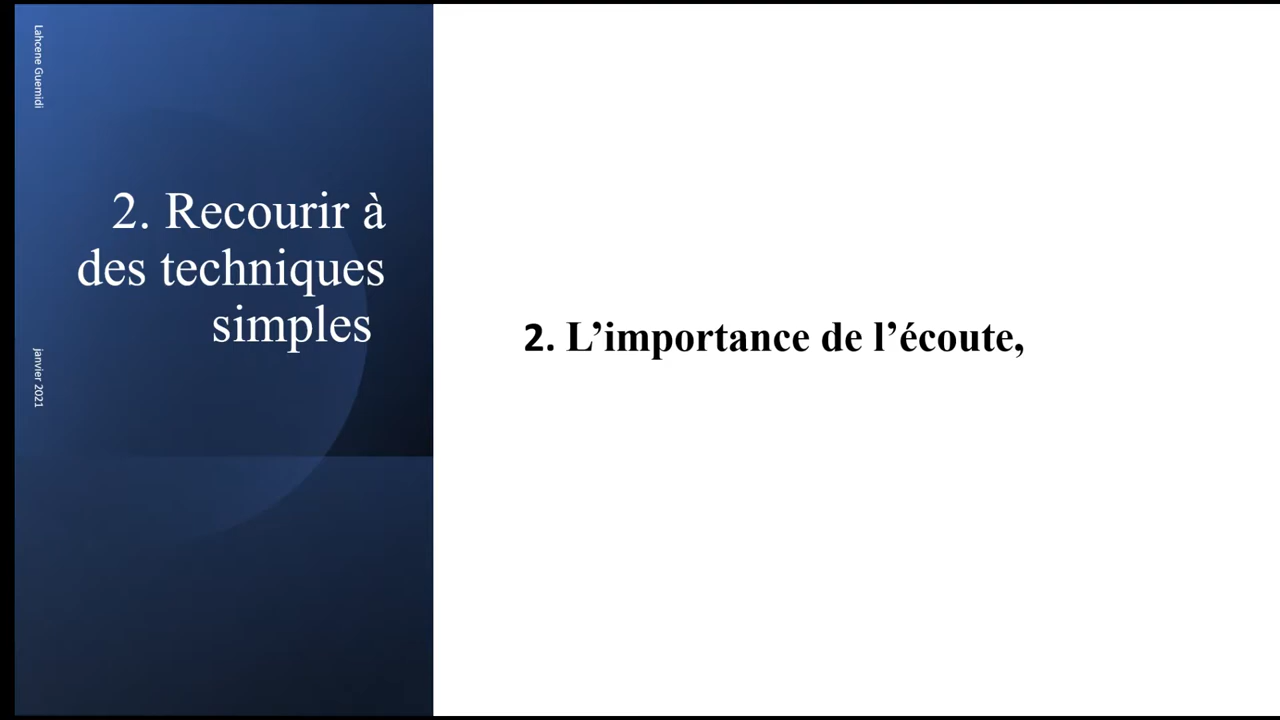 Lahcene Guemidi
janvier 2021
2. Recourir à
des techniques
simples
2. L’importance de l’écoute,